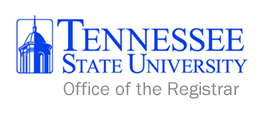 TENNESSEE
STATE UNIVERSITY
Office of the Registrar